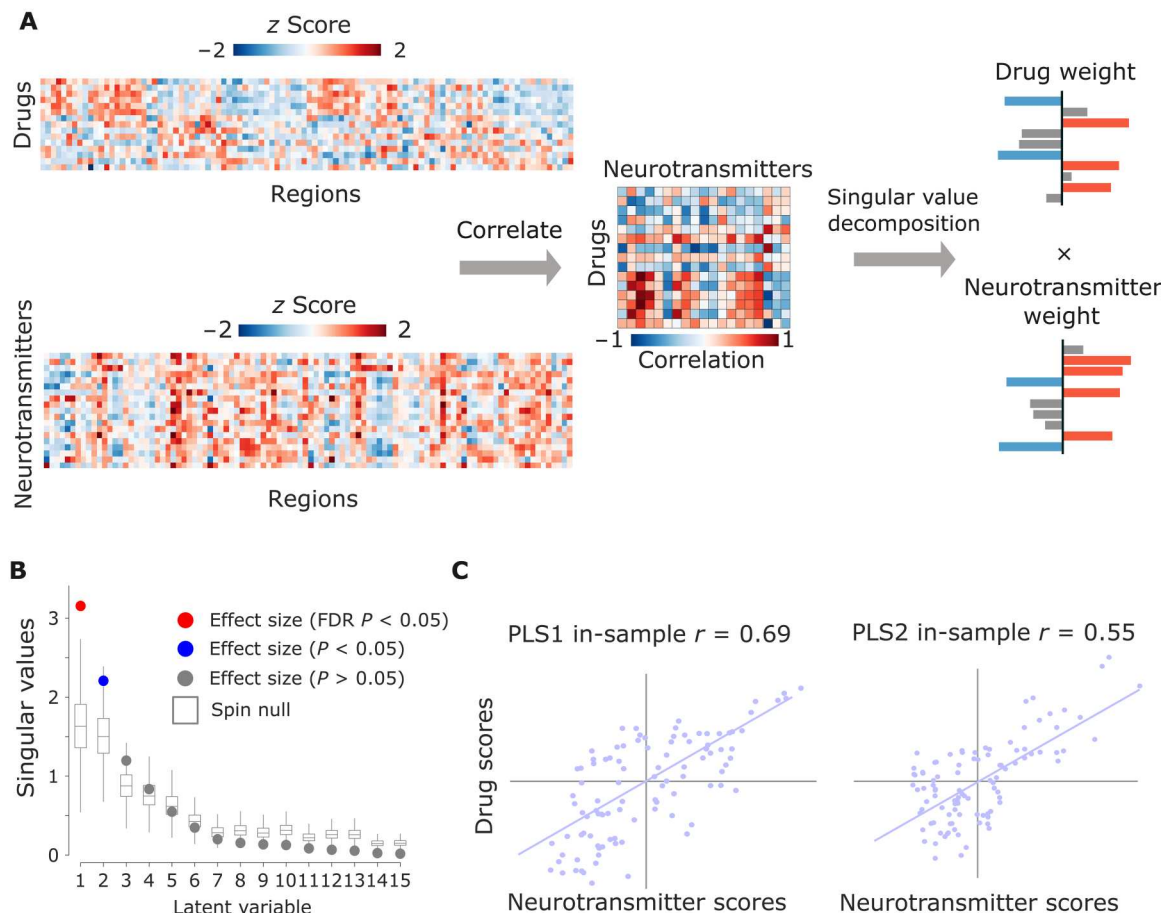 A
z Score
−2 2
Drugs
Regions
z Score
−2 2
Neurotransmitters
Regions
Correlate
Neurotransmitters
Drugs
−1 1
Correlation
Singular value
decomposition
Drug weight
×
Neurotransmitter
weight
B
Singular values
3
2
1
0
Effect size (FDR P < 0.05)
Effect size (P < 0.05)
Effect size (P > 0.05)
Spin null
1 2 3 4 5 6 7 8 9 10 11 12 13 14 15
Latent variable
C
PLS1 in-sample r = 0.69
PLS2 in-sample r = 0.55
Drug scores
Neurotransmitter scores
Neurotransmitter scores